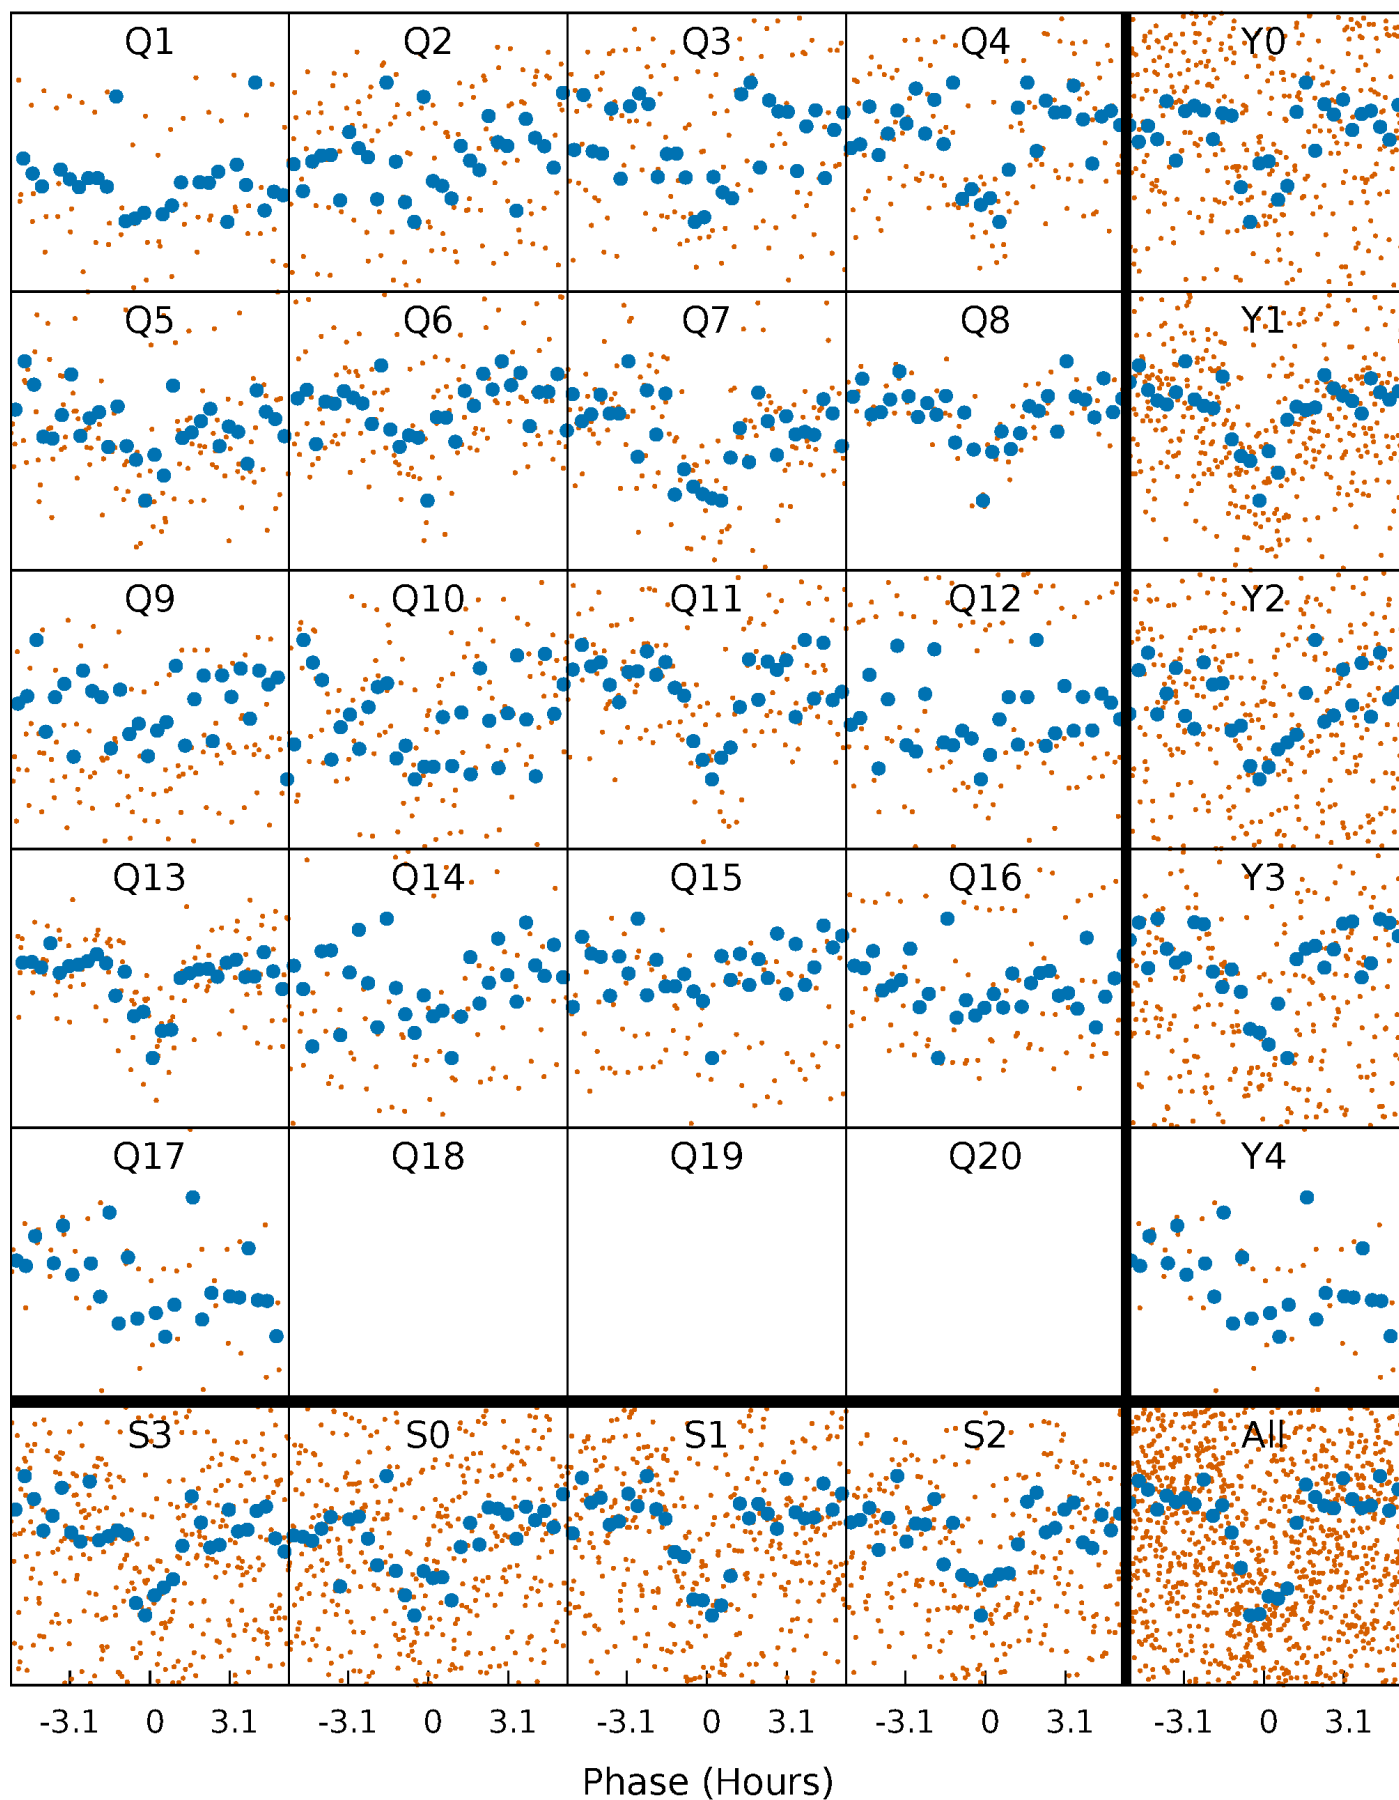 Q1 Q2 Q3 Q4 Y0
Q5 Q6 Q7 Q8 Y1
Q9 Q10 Q11 Q12 Y2
Q13 Q14 Q15 Q16 Y3
Q17 Q18 Q19 Q20 Y4
S3 S0 S1 S2 All
-3.1 0 3.1 -3.1 0 3.1 -3.1 0 3.1 -3.1 0 3.1 -3.1 0 3.1
Phase (Hours)